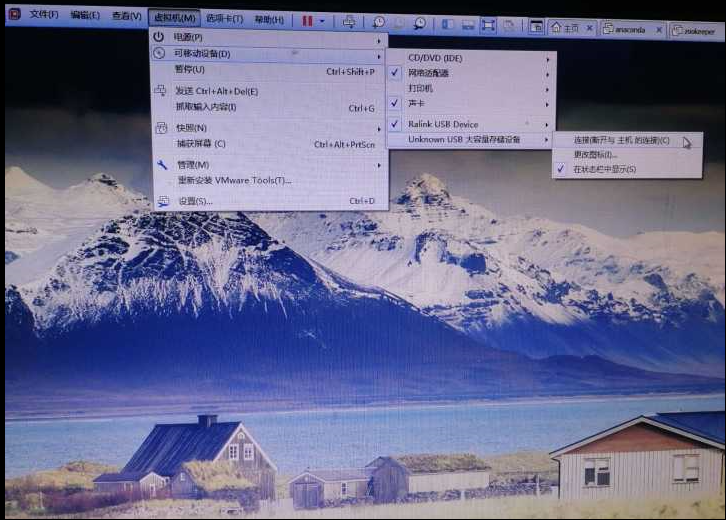 文件(F) 编辑(E) 查看(V) 虚拟机(M) 选项卡(T) 帮助(H) 主页 anaconda zookeeper
电源(P)
可移动设备(D)
暂停(U) Ctrl+Shift+P
发送 Ctrl+Alt+Del(E)
抓取输入内容(I) Ctrl+G
快照(N)
捕获屏幕 (C) Ctrl+Alt+PrtScn
管理(M)
重新安装 VMware Tools(T)...
设置(S)... Ctrl+D
CD/DVD (IDE)
网络适配器
打印机
声卡
Ralink USB Device
Unknown USB 大容量存储设备
连接(断开与 主机 的连接)(C)
更改图标(I)...
在状态栏中显示(S)